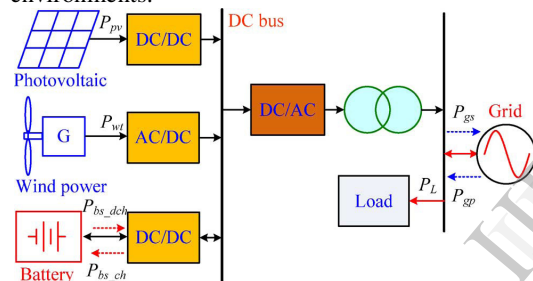 environments.
P_pv
DC/DC
DC bus
Photovoltaic
DC/AC
P_gs
Grid
G
P_wt
AC/DC
Wind power
Load
P_L
P_gp
P_bs_dch
DC/DC
P_bs_ch
Battery